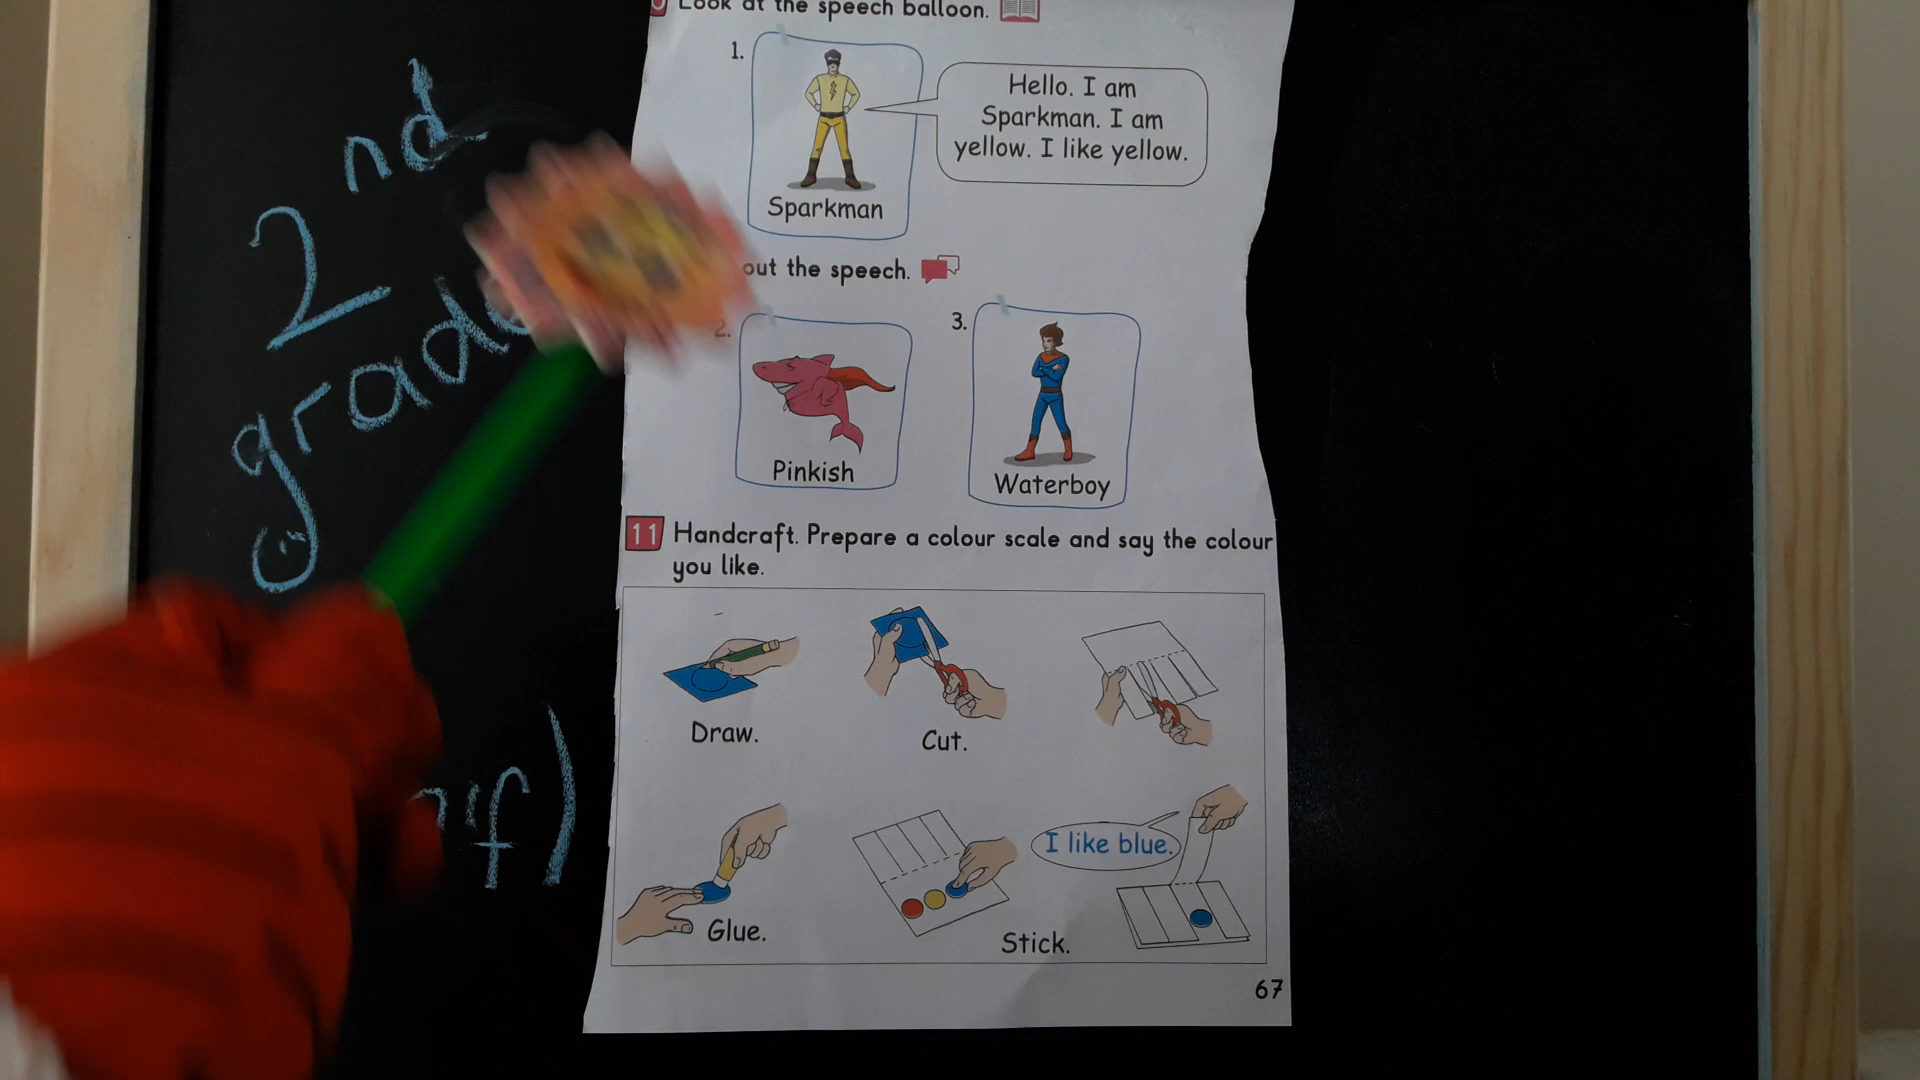 2nd
grade
Look at the speech balloon.
1.
Hello. I am
Sparkman. I am
yellow. I like yellow.
Sparkman
out the speech.
2.
3.
Pinkish
Waterboy
11 Handcraft. Prepare a colour scale and say the colour
you like.
Draw.
Cut.
I like blue.
Glue.
Stick.
67